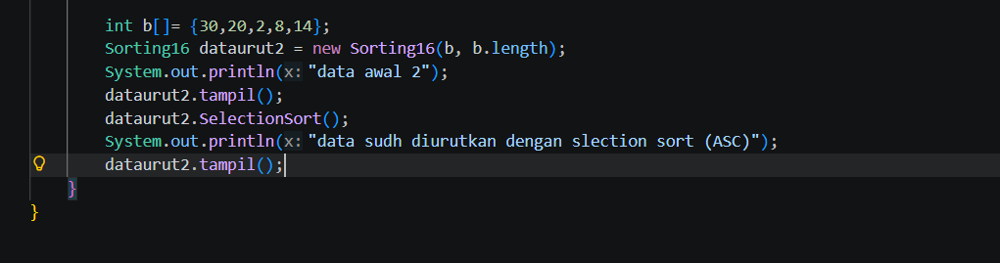 int b[]= {30,20,2,8,14};
Sorting16 dataurut2 = new Sorting16(b, b.length);
System.out.println(x: "data awal 2");
dataurut2.tampil();
dataurut2.SelectionSort();
System.out.println(x: "data sudh diurutkan dengan slection sort (ASC)");
dataurut2.tampil();
}
}